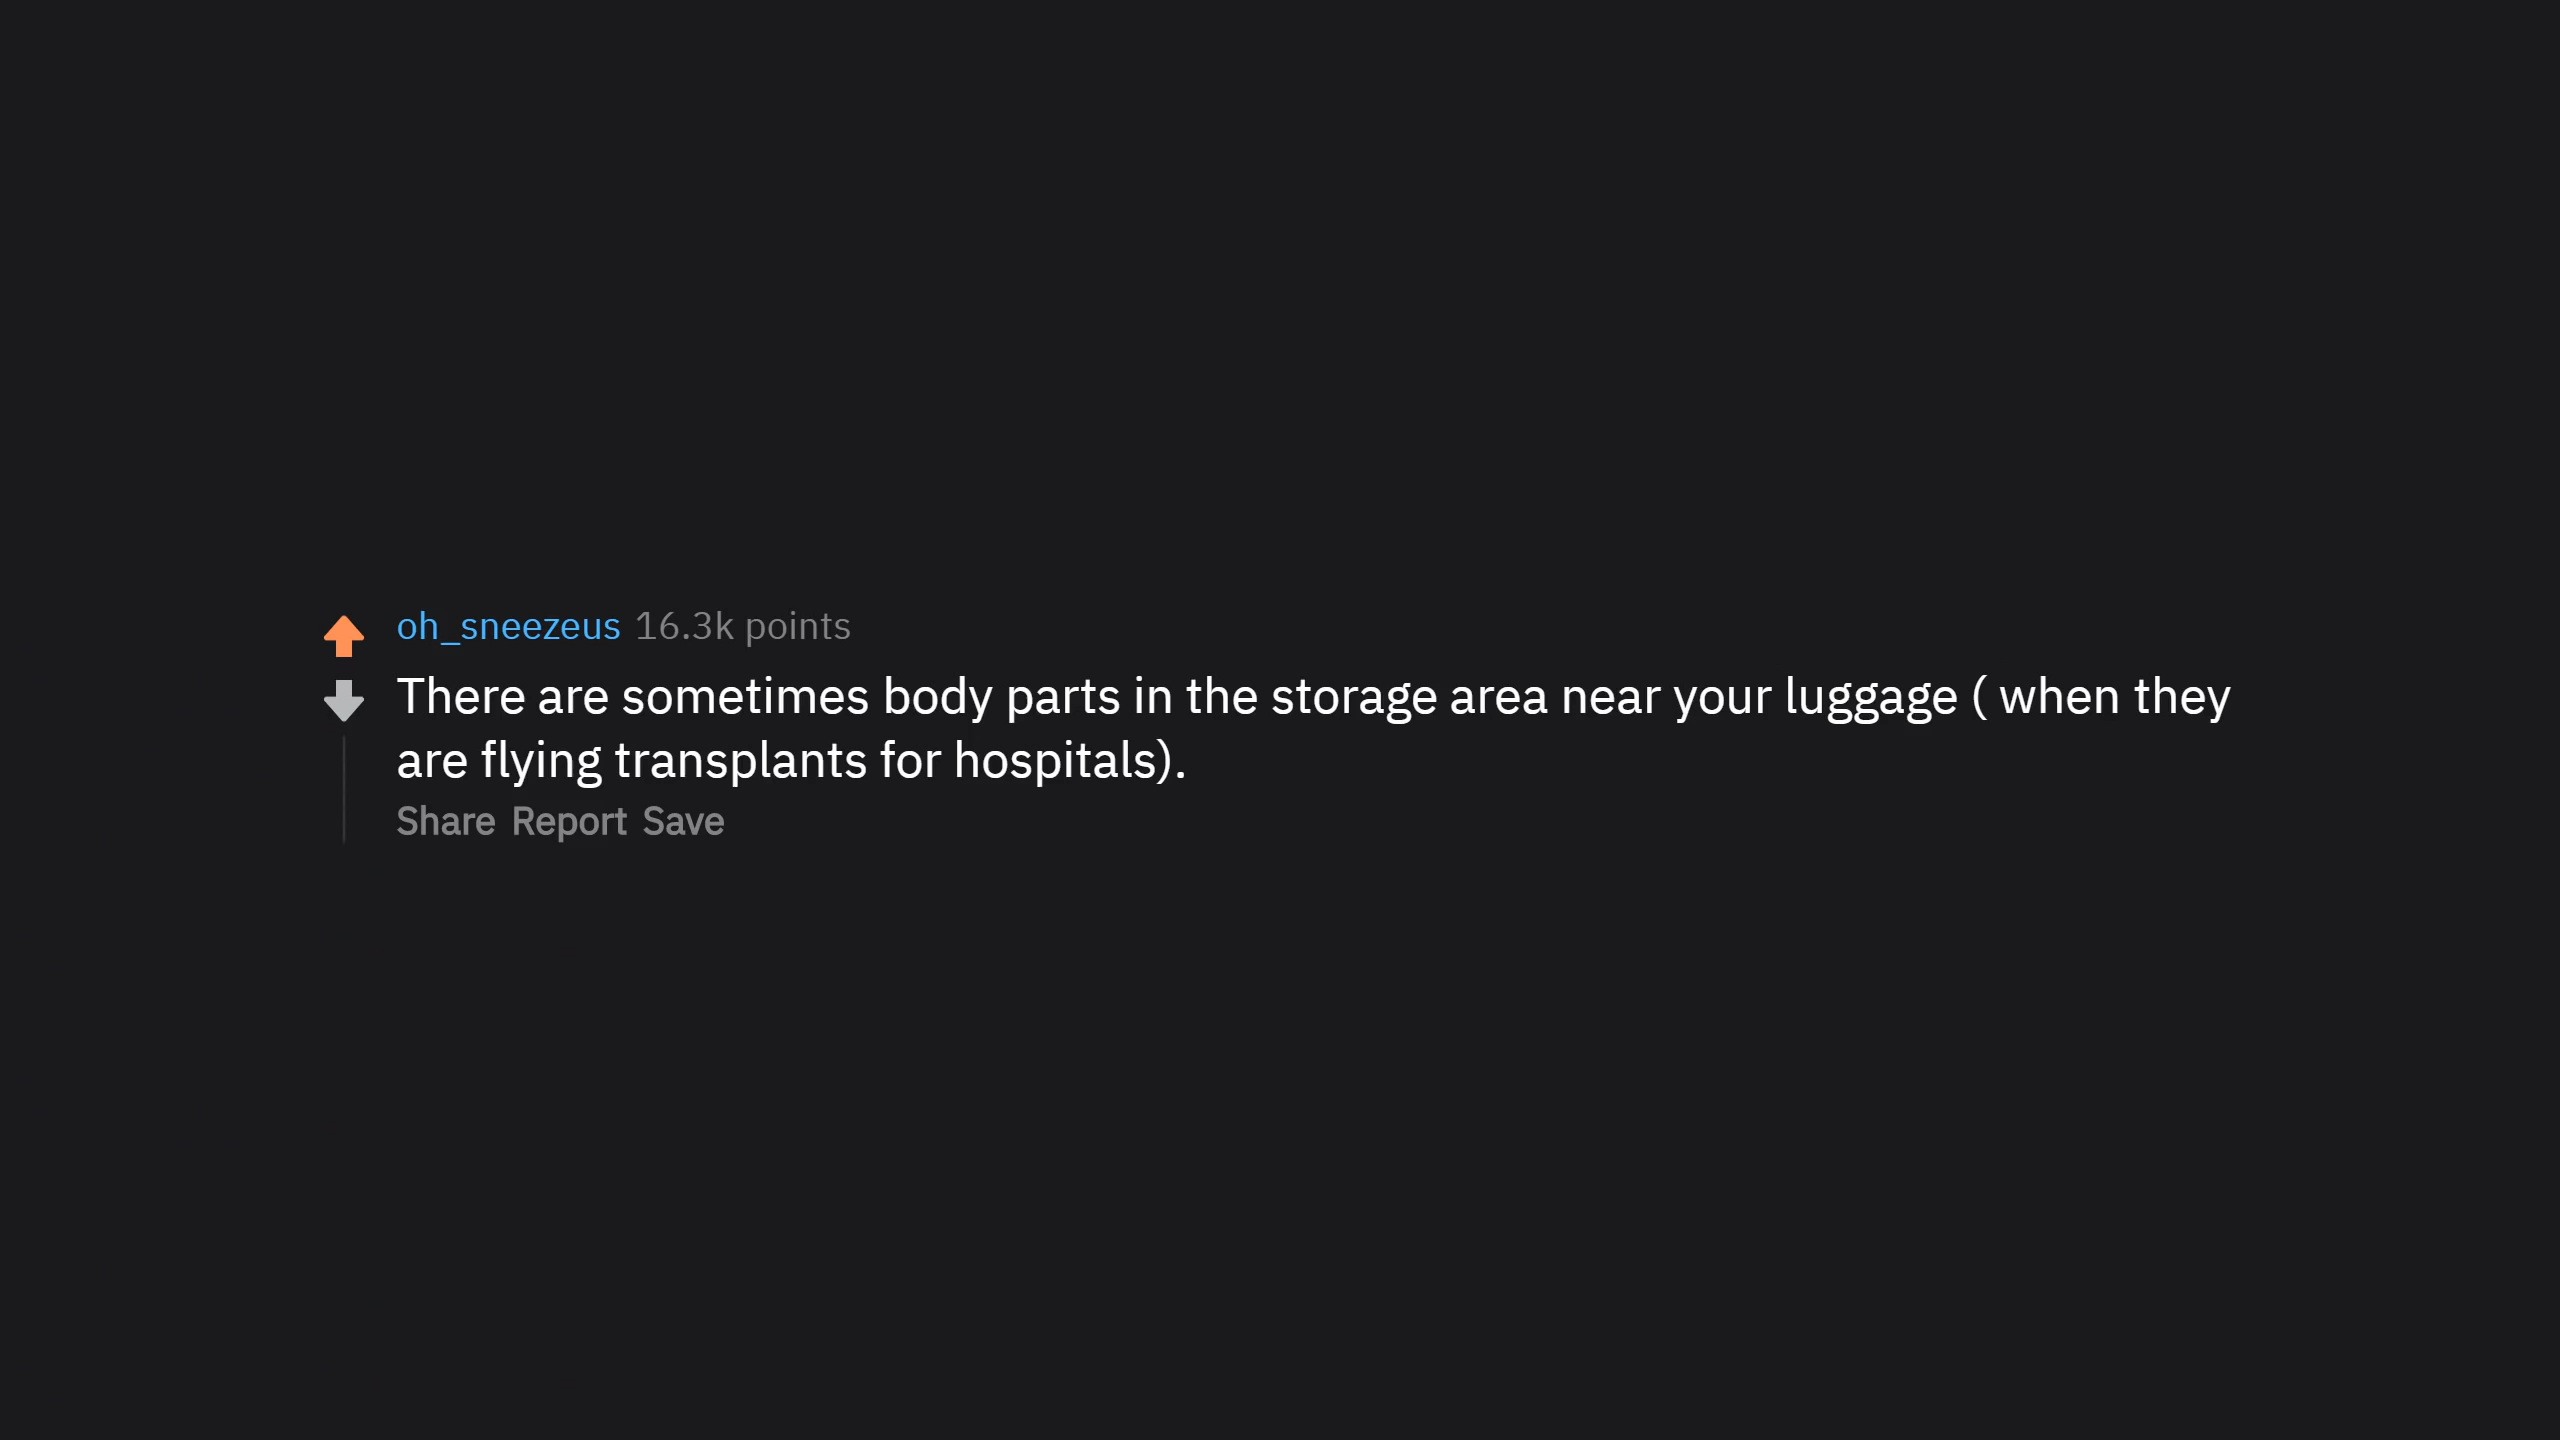 oh_sneezeus 16.3k points
There are sometimes body parts in the storage area near your luggage ( when they
are flying transplants for hospitals).
Share Report Save